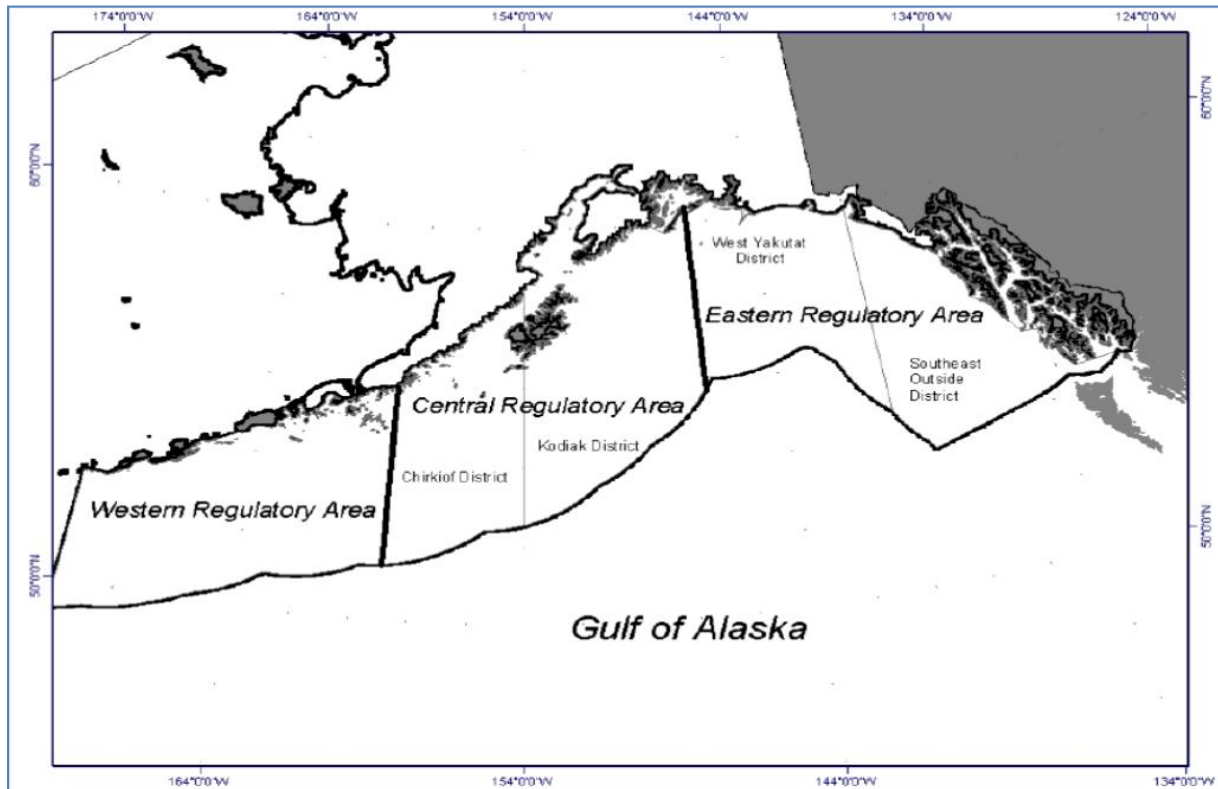 174°0'0"W 164°0'0"W 154°0'0"W 144°0'0"W 134°0'0"W 124°0'0"W
60°0'0"N
60°0'0"N
West Yakutat
District
Eastern Regulatory Area
Southeast
Outside
District
Central Regulatory Area
Kodiak District
Chirkiof District
Western Regulatory Area
50°0'0"N
50°0'0"N
Gulf of Alaska
164°0'0"W 154°0'0"W 144°0'0"W 134°0'0"W